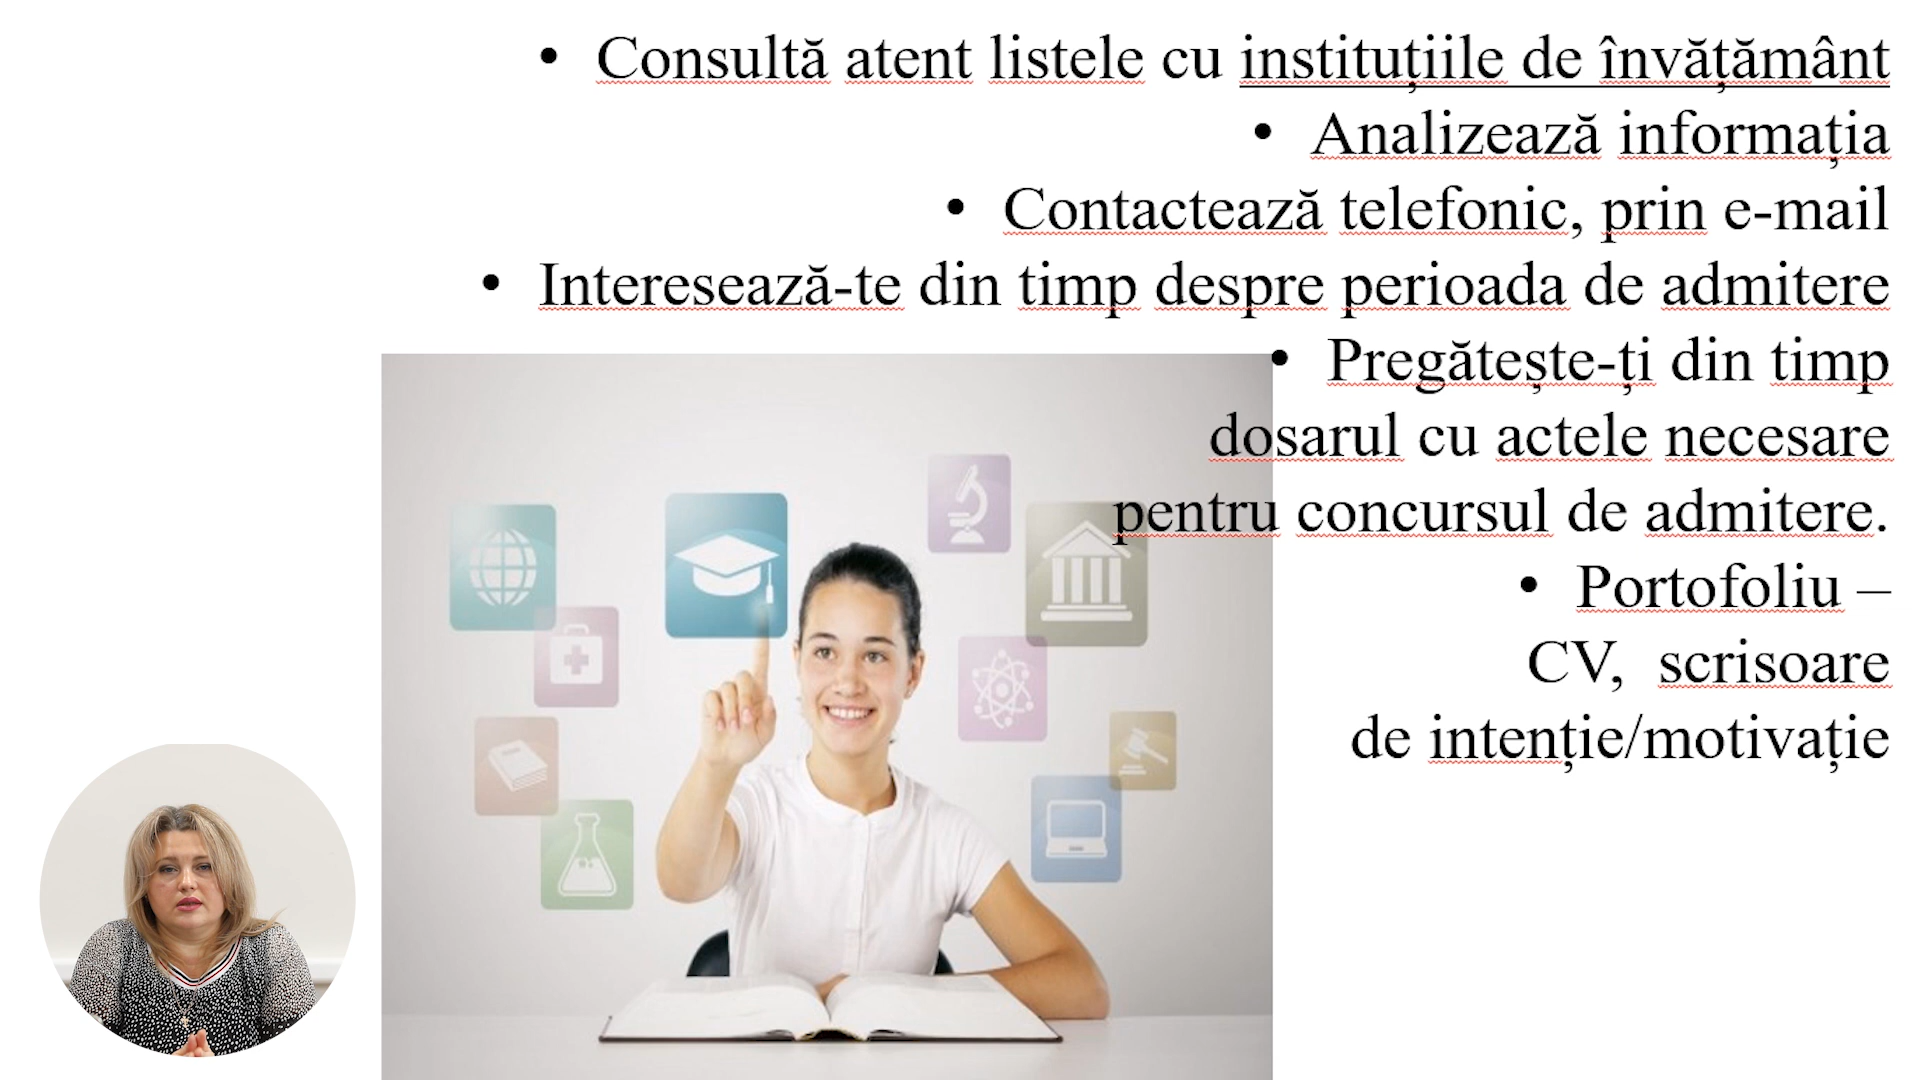 • Consultă atent listele cu instituțiile de învățământ
• Analizează informația
• Contactează telefonic, prin e-mail
• Interesează-te din timp despre perioada de admitere
• Pregătește-ți din timp
dosarul cu actele necesare
pentru concursul de admitere.
• Portofoliu –
CV, scrisoare
de intenție/motivație